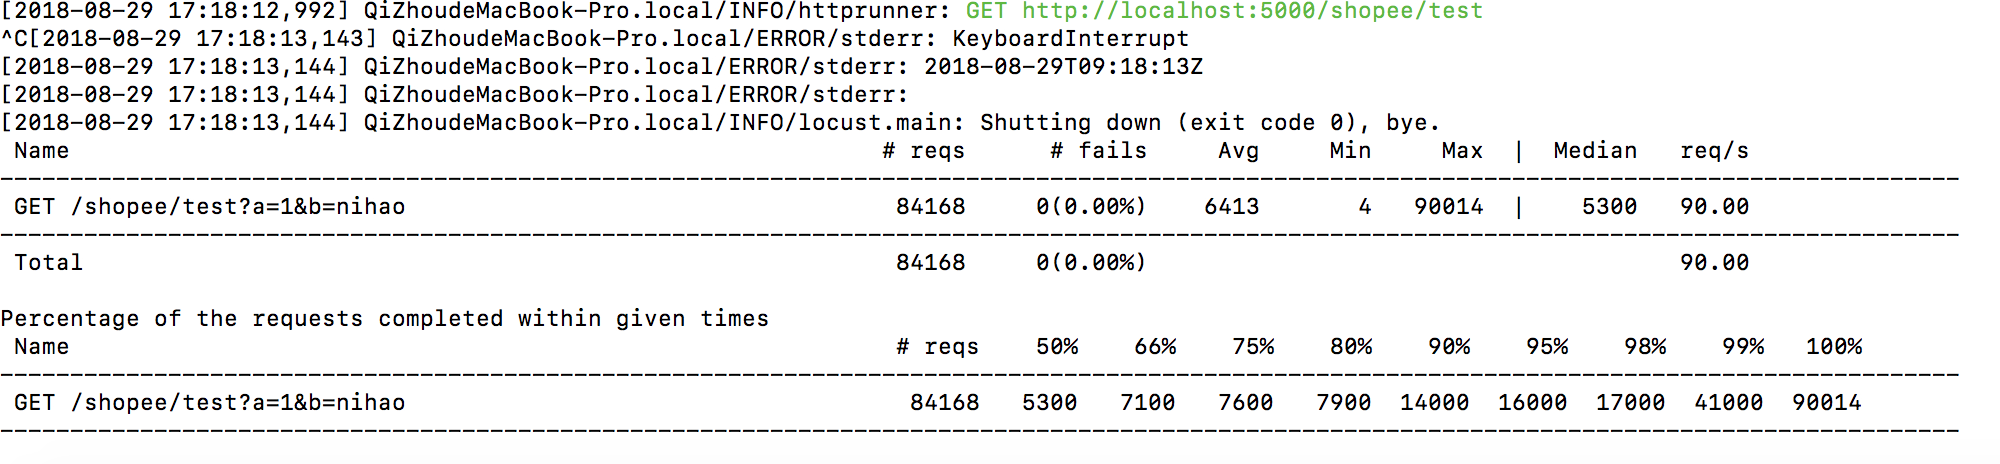 [2018-08-29 17:18:12,992] QiZhoudeMacBook-Pro.local/INFO/httprunner: GET http://localhost:5000/shopee/test
^C[2018-08-29 17:18:13,143] QiZhoudeMacBook-Pro.local/ERROR/stderr: KeyboardInterrupt
[2018-08-29 17:18:13,144] QiZhoudeMacBook-Pro.local/ERROR/stderr: 2018-08-29T09:18:13Z
[2018-08-29 17:18:13,144] QiZhoudeMacBook-Pro.local/ERROR/stderr:
[2018-08-29 17:18:13,144] QiZhoudeMacBook-Pro.local/INFO/locust.main: Shutting down (exit code 0), bye.
Name # reqs # fails Avg Min Max | Median req/s
--------------------------------------------------------------------------------------------------------------------------------------------
GET /shopee/test?a=1&b=nihao 84168 0(0.00%) 6413 4 90014 | 5300 90.00
--------------------------------------------------------------------------------------------------------------------------------------------
Total 84168 0(0.00%) 90.00
Percentage of the requests completed within given times
Name # reqs 50% 66% 75% 80% 90% 95% 98% 99% 100%
--------------------------------------------------------------------------------------------------------------------------------------------
GET /shopee/test?a=1&b=nihao 84168 5300 7100 7600 7900 14000 16000 17000 41000 90014
--------------------------------------------------------------------------------------------------------------------------------------------